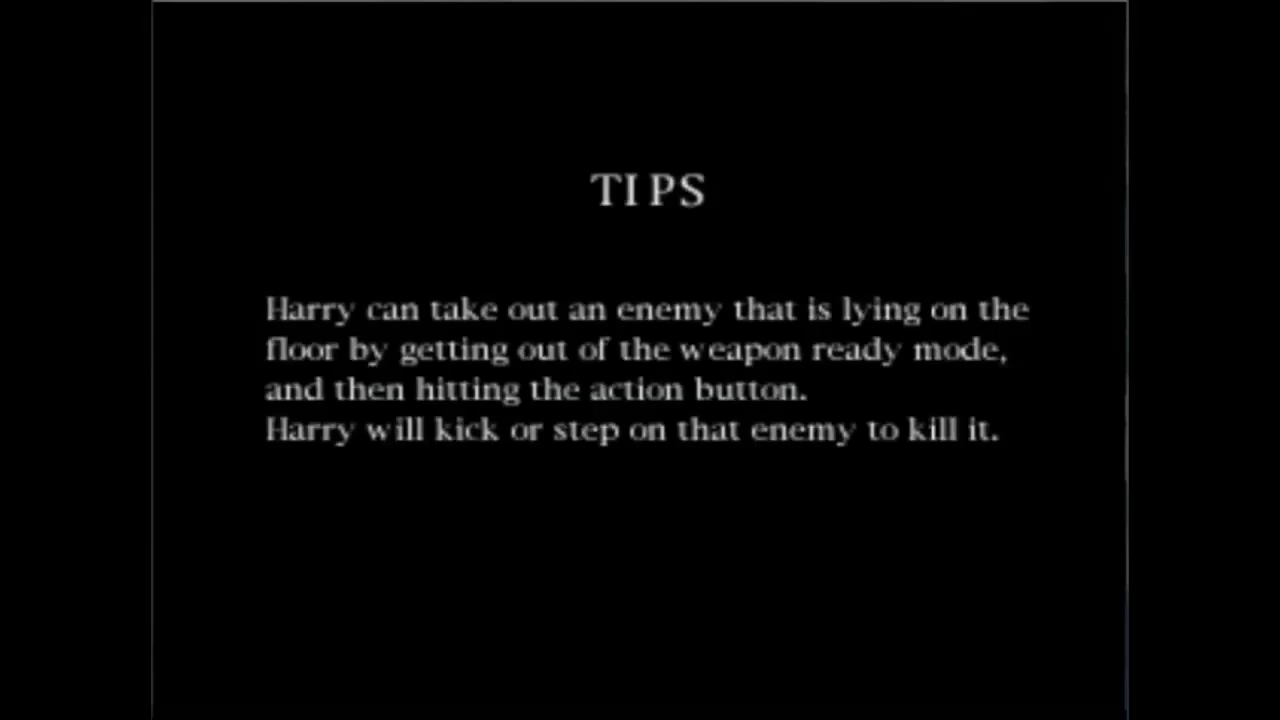 TIPS
Harry can take out an enemy that is lying on the
floor by getting out of the weapon ready mode,
and then hitting the action button.
Harry will kick or step on that enemy to kill it.